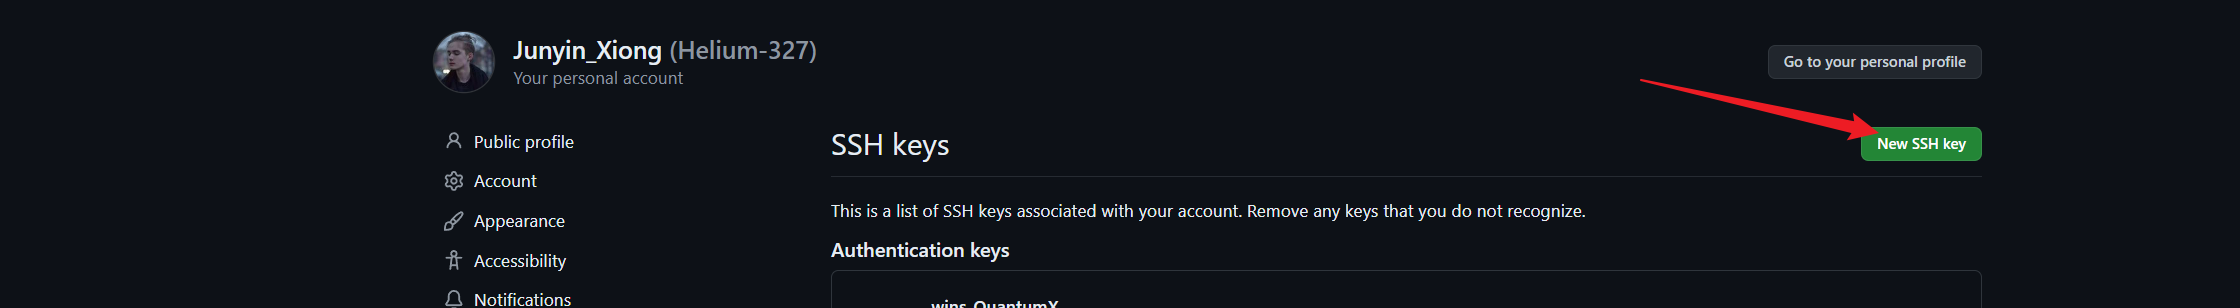 Junyin_Xiong (Helium-327)
Your personal account
Go to your personal profile
Public profile
Account
Appearance
Accessibility
Notifications
SSH keys
New SSH key
This is a list of SSH keys associated with your account. Remove any keys that you do not recognize.
Authentication keys
wins_QuantumX